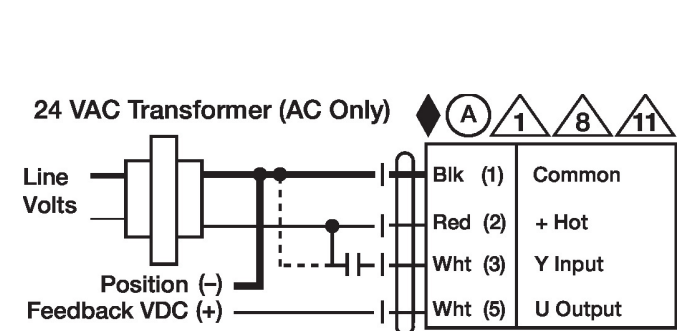 24 VAC Transformer (AC Only)
A 1 8 11
Line Volts
Blk (1) Common
Red (2) + Hot
Wht (3) Y Input
Position (–)
Feedback VDC (+)
Wht (5) U Output